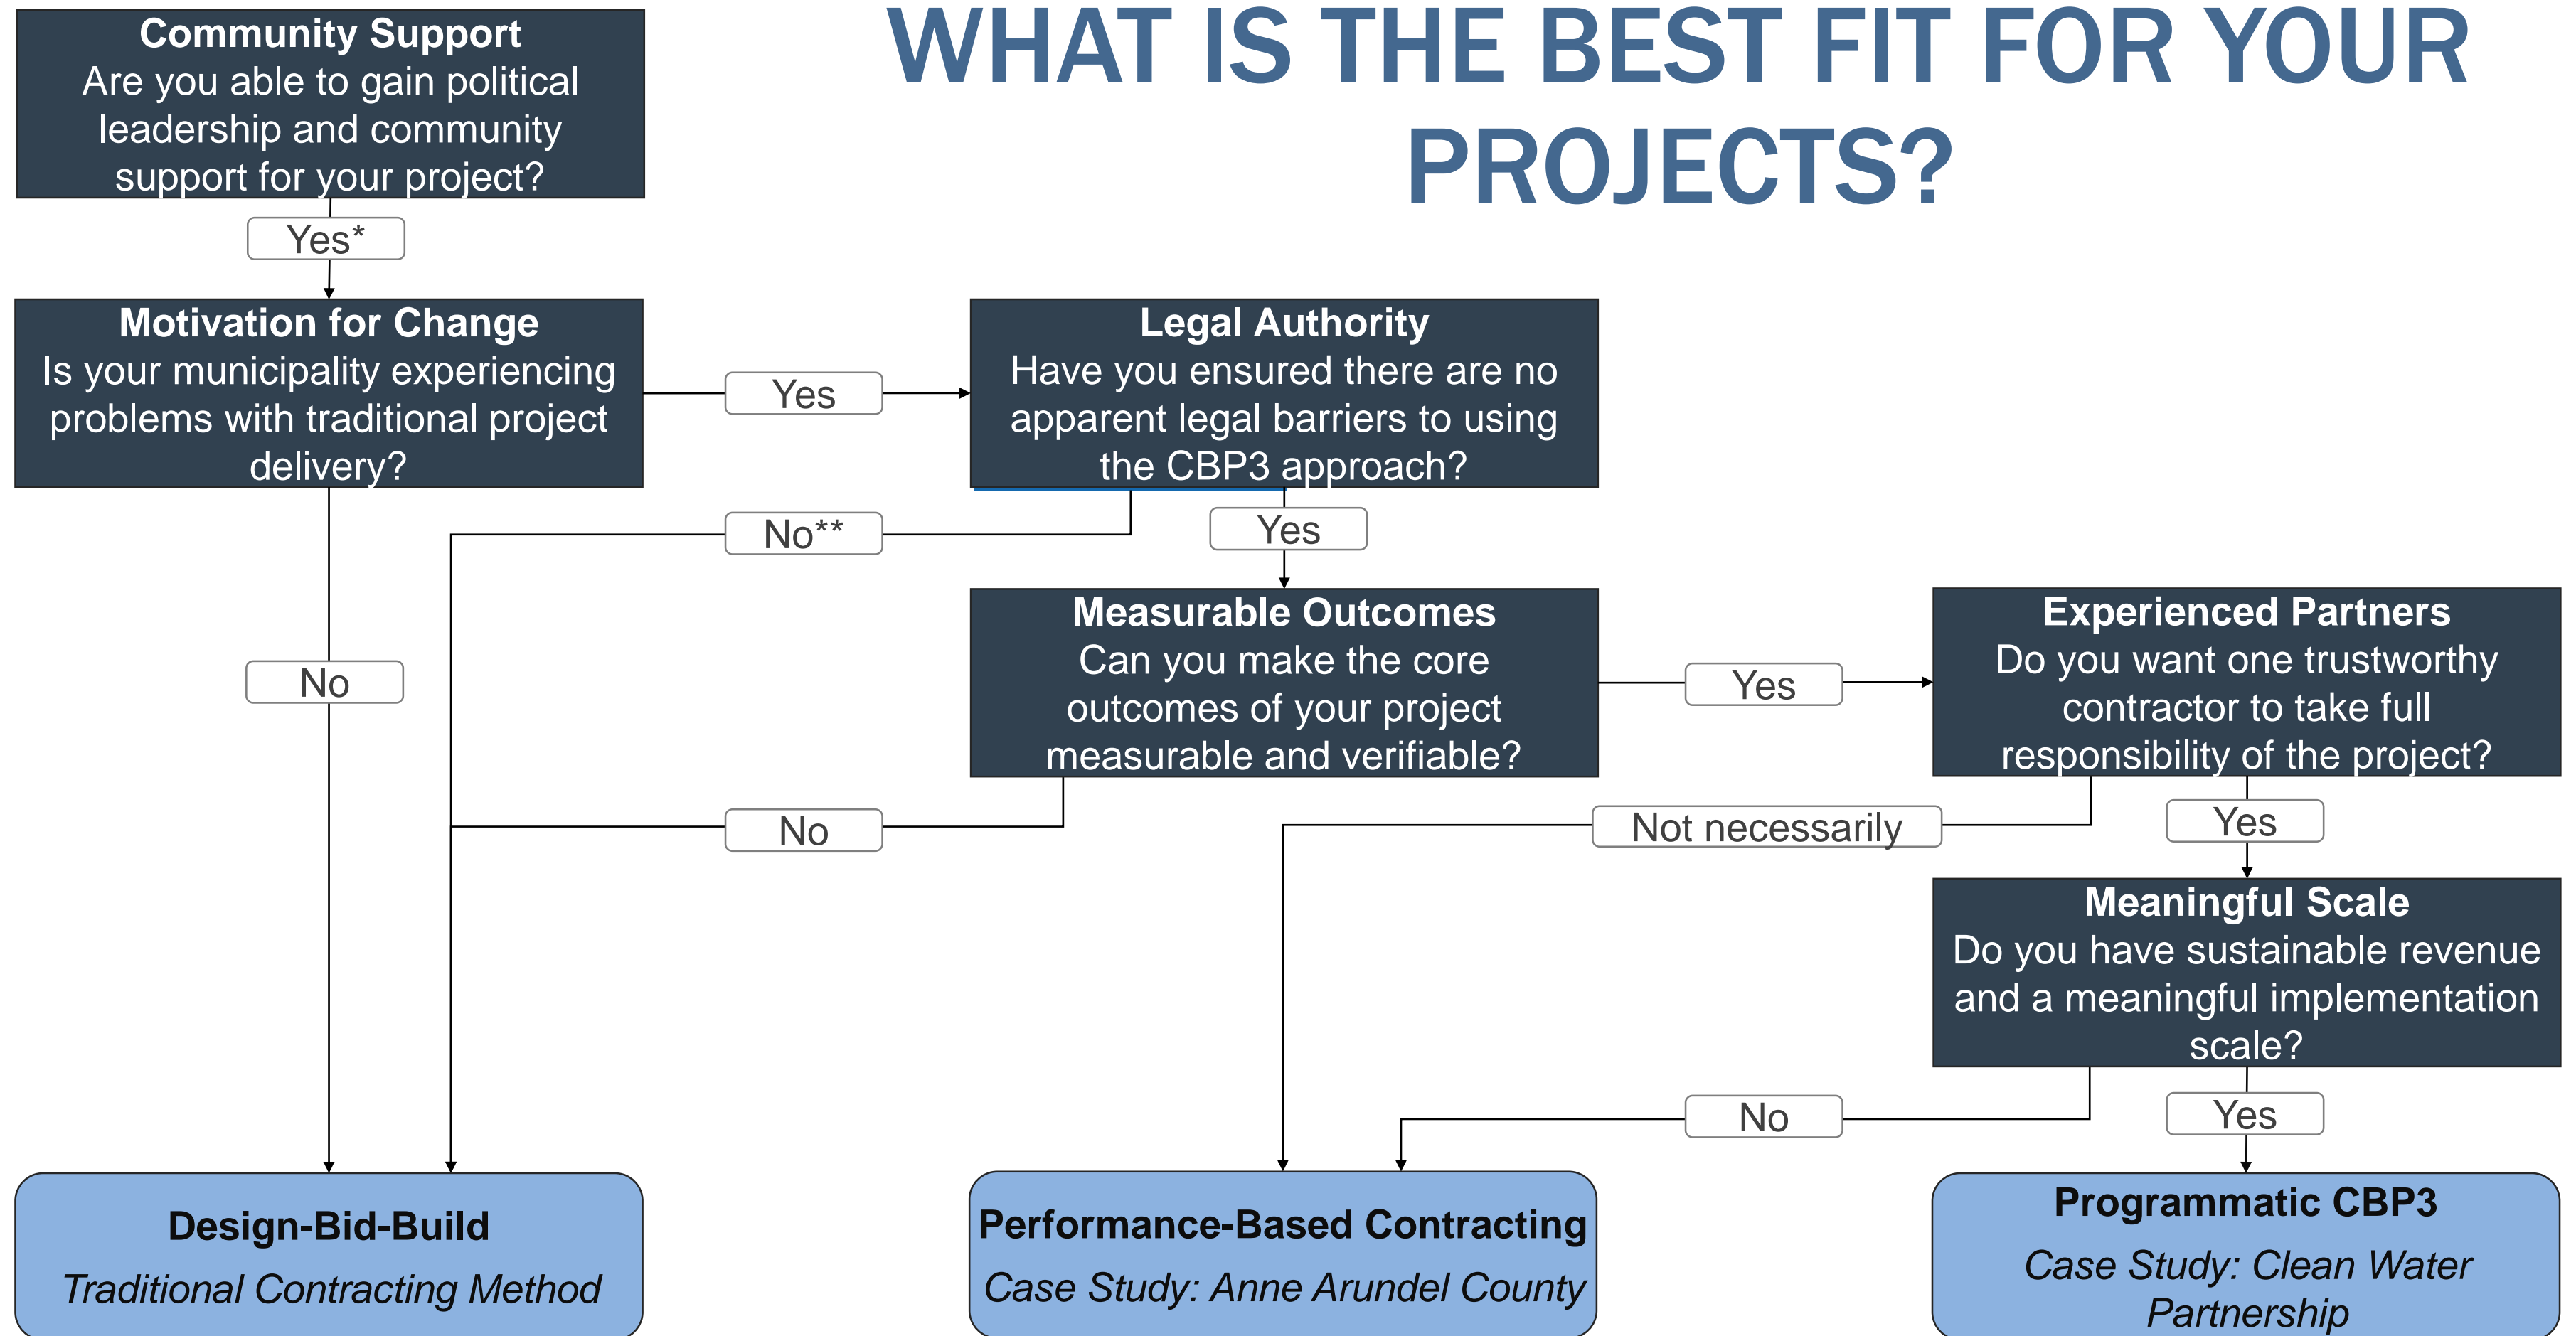 WHAT IS THE BEST FIT FOR YOUR
PROJECTS?
Community Support
Are you able to gain political
leadership and community
support for your project?
Yes*
Motivation for Change
Is your municipality experiencing
problems with traditional project
delivery?
Yes
Legal Authority
Have you ensured there are no
apparent legal barriers to using
the CBP3 approach?
No**
Yes
No
Measurable Outcomes
Can you make the core
outcomes of your project
measurable and verifiable?
Yes
Experienced Partners
Do you want one trustworthy
contractor to take full
responsibility of the project?
No
Not necessarily
Yes
Meaningful Scale
Do you have sustainable revenue
and a meaningful implementation
scale?
No
Yes
Design-Bid-Build
Traditional Contracting Method
Performance-Based Contracting
Case Study: Anne Arundel County
Programmatic CBP3
Case Study: Clean Water
Partnership